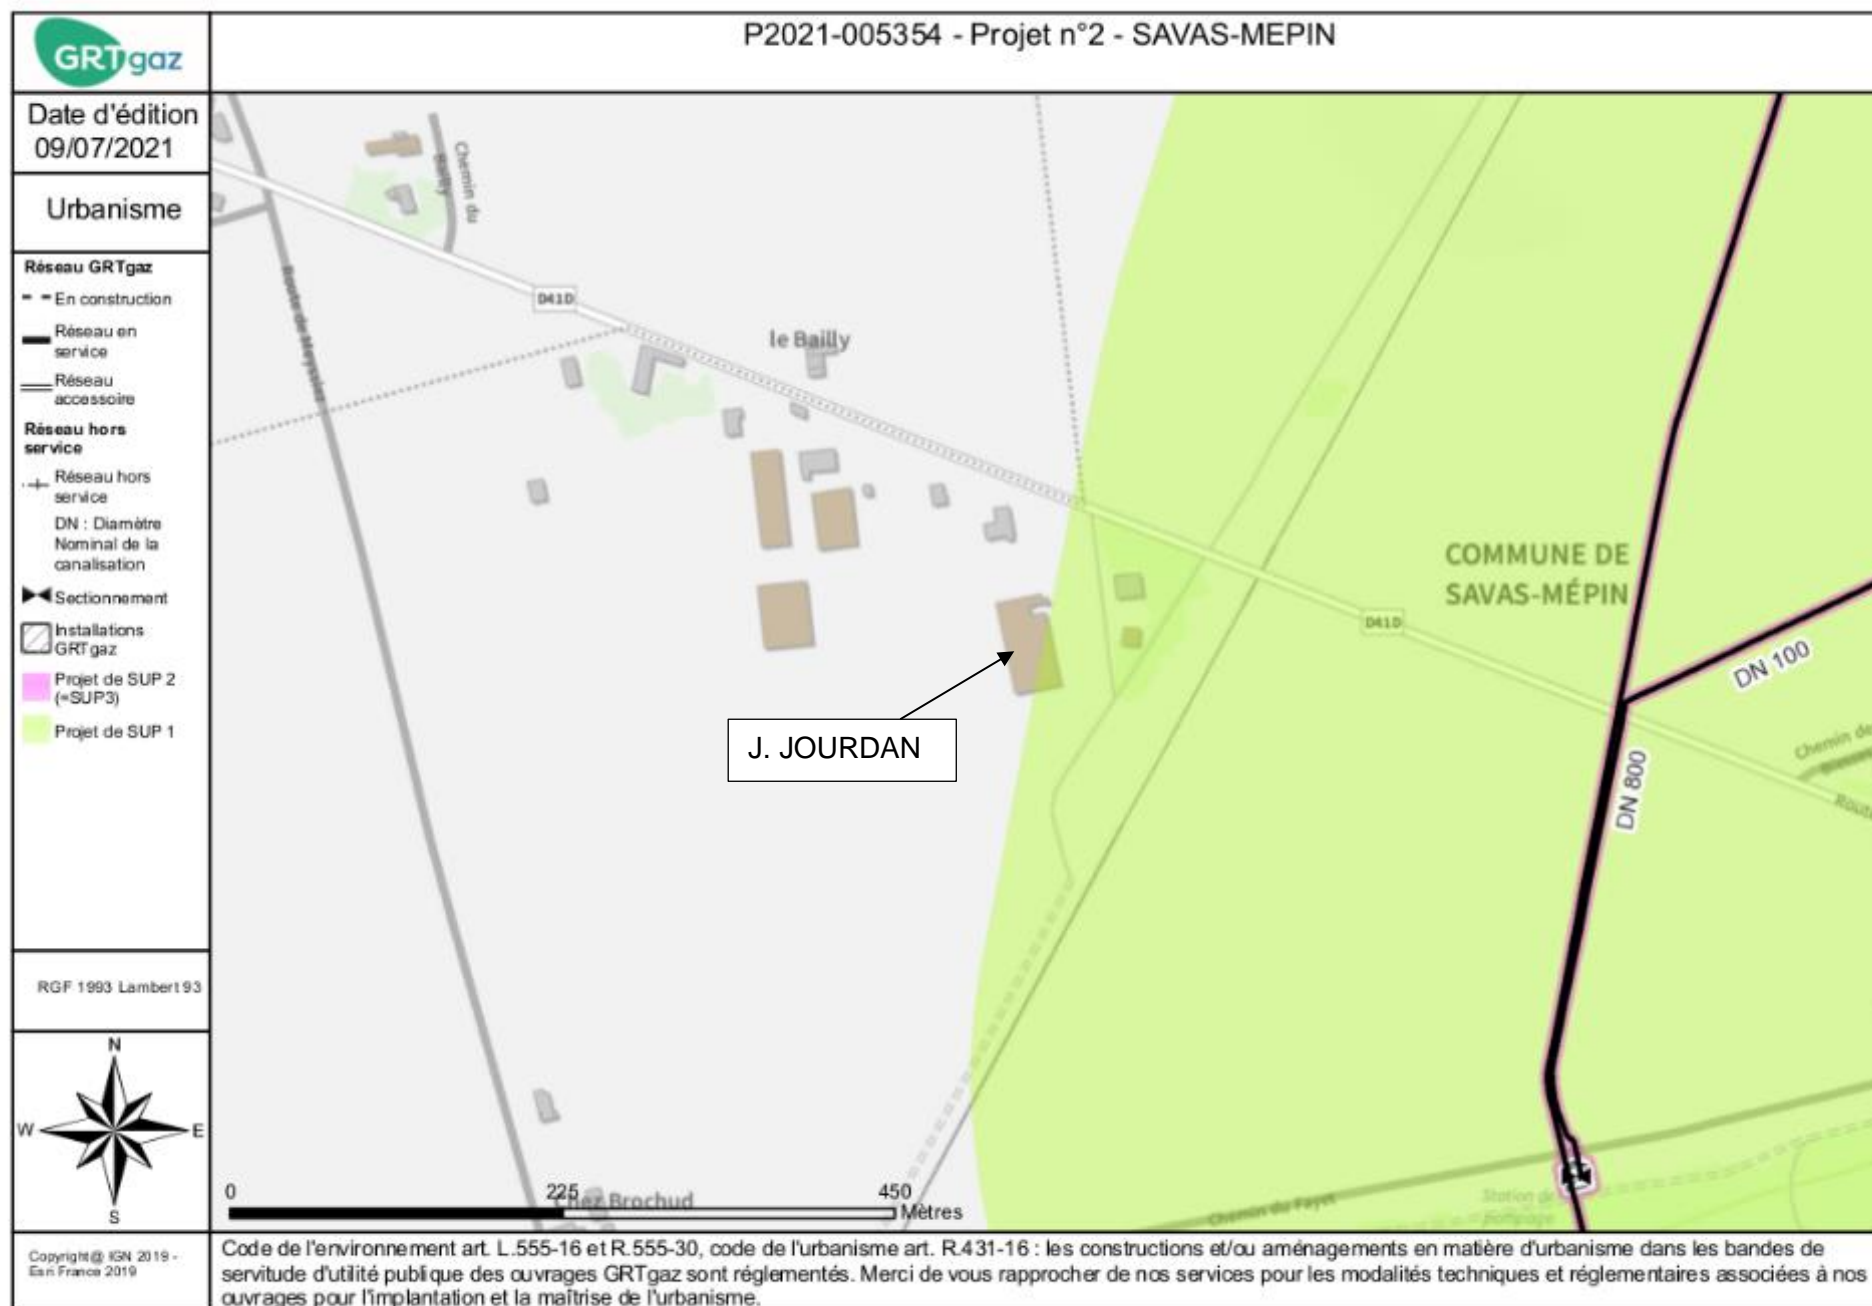 GRTgaz
P2021-005354 - Projet n°2 - SAVAS-MEPIN
Date d'édition
09/07/2021
Urbanisme
Réseau GRTgaz
En construction
Réseau en
service
Réseau
accessoire
Réseau hors
service
Réseau hors
service
DN : Diamètre
Nominal de la
canalisation
Sectionnement
Installations
GRTgaz
Projet de SUP 2
(=SUP3)
Projet de SUP 1
RGF 1993 Lambert 93
N
W
E
S
Copyright@ IGN 2019 -
Esri France 2019
Chemin du
Bailly
Route de Meyssiez
D41D
le Bailly
J. JOURDAN
COMMUNE DE
SAVAS-MÉPIN
D41D
DN 100
DN 800
Chemin de
Route
Chez Brochud
Chemin du Fayet
Station de
pompage
0
225
450
Mètres
Code de l'environnement art. L.555-16 et R.555-30, code de l'urbanisme art. R.431-16 : les constructions et/ou aménagements en matière d'urbanisme dans les bandes de
servitude d'utilité publique des ouvrages GRTgaz sont réglementés. Merci de vous rapprocher de nos services pour les modalités techniques et réglementaires associées à nos
ouvrages pour l'implantation et la maîtrise de l'urbanisme.